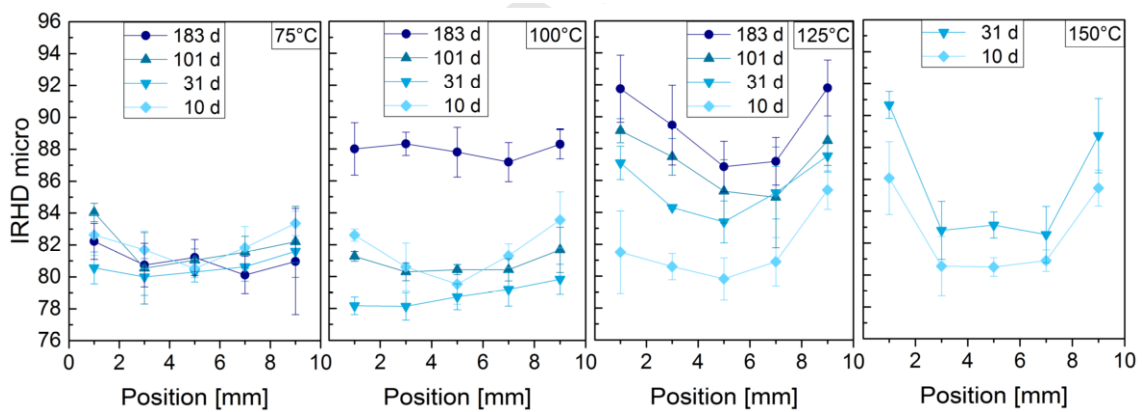 IRHD micro
96
94
92
90
88
86
84
82
80
78
76
75°C
183 d
101 d
31 d
10 d
0 2 4 6 8 10
Position [mm]
100°C
183 d
101 d
31 d
10 d
2 4 6 8 10
Position [mm]
125°C
183 d
101 d
31 d
10 d
2 4 6 8 10
Position [mm]
150°C
31 d
10 d
0 2 4 6 8 10
Position [mm]